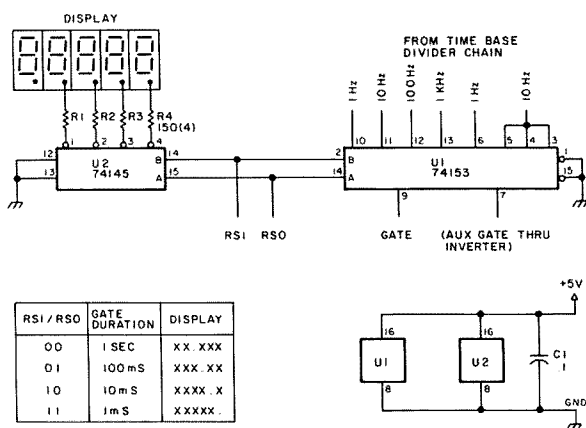 DISPLAY
FROM TIME BASE
DIVIDER CHAIN
1 Hz
10 Hz
100 Hz
1 KHz
1 Hz
10 Hz
R1 R2 R3 R4
150(4)
1 2 3 4
10 11 12 13 6 5 4 3
12
13
U2
74145
B
A
14
15
2
14
B
A
U1
74153
1
15
9
7
RS1 RS0
GATE
(AUX GATE THRU
INVERTER)
RS1/RS0 GATE DURATION DISPLAY
00 1 SEC XX.XXX
01 100mS XXX.XX
10 10mS XXXX.X
11 1mS XXXXX.
+5V
16 16
U1 U2
C1
.1
8 8
GND